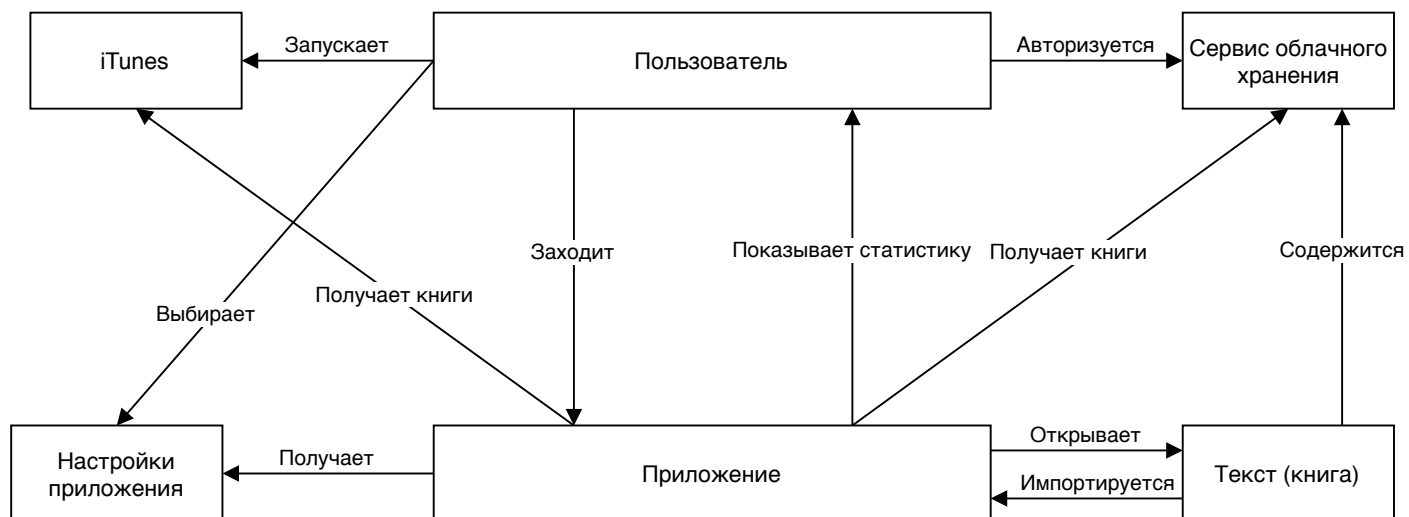 Запускает
Авторизуется
iTunes
Пользователь
Сервис облачного
хранения
Заходит
Показывает статистику
Получает книги
Содержится
Получает книги
Выбирает
Открывает
Настройки
приложения
Получает
Приложение
Текст (книга)
Импортируется